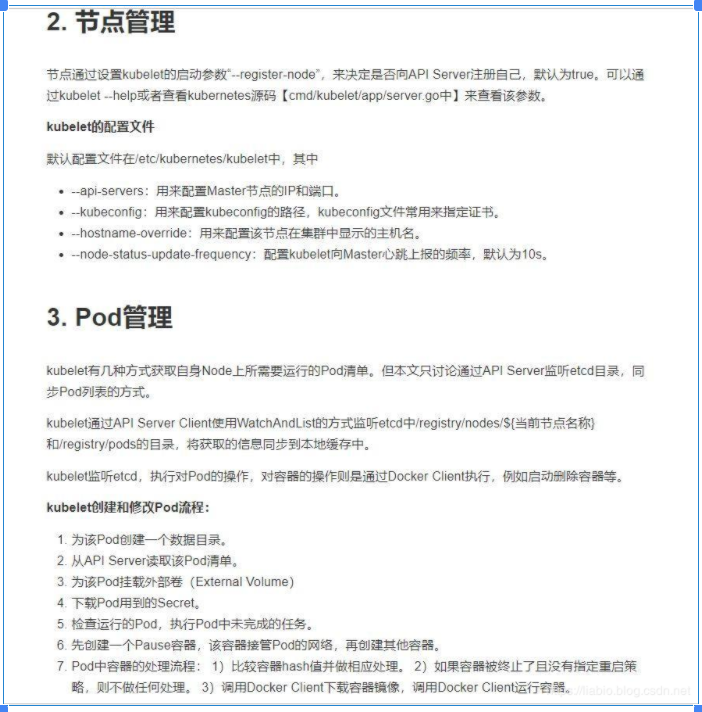 2. 节点管理
节点通过设置kubelet的启动参数“--register-node”，来决定是否向API Server注册自己，默认为true。可以通
过kubelet --help或者查看kubernetes源码【cmd/kubelet/app/server.go中】来查看该参数。
kubelet的配置文件
默认配置文件在/etc/kubernetes/kubelet中，其中
• --api-servers：用来配置Master节点的IP和端口。
• --kubeconfig：用来配置kubeconfig的路径，kubeconfig文件常用来指定证书。
• --hostname-override：用来配置该节点在集群中显示的主机名。
• --node-status-update-frequency：配置kubelet向Master心跳上报的频率，默认为10s。
3. Pod管理
kubelet有几种方式获取自身Node上所需要运行的Pod清单。但本文只讨论通过API Server监听etcd目录，同
步Pod列表的方式。
kubelet通过API Server Client使用WatchAndList的方式监听etcd中/registry/nodes/${当前节点名称}
和/registry/pods的目录，将获取的信息同步到本地缓存中。
kubelet监听etcd，执行对Pod的操作，对容器的操作则是通过Docker Client执行，例如启动删除容器等。
kubelet创建和修改Pod流程：
1. 为该Pod创建一个数据目录。
2. 从API Server读取该Pod清单。
3. 为该Pod挂载外部卷（External Volume）
4. 下载Pod用到的Secret。
5. 检查运行的Pod，执行Pod中未完成的任务。
6. 先创建一个Pause容器，该容器接管Pod的网络，再创建其他容器。
7. Pod中容器的处理流程： 1）比较容器hash值并做相应处理。 2）如果容器被终止了且没有指定重启策
略，则不做任何处理。 3）调用Docker Client下载容器镜像，调用Docker Client运行容器。